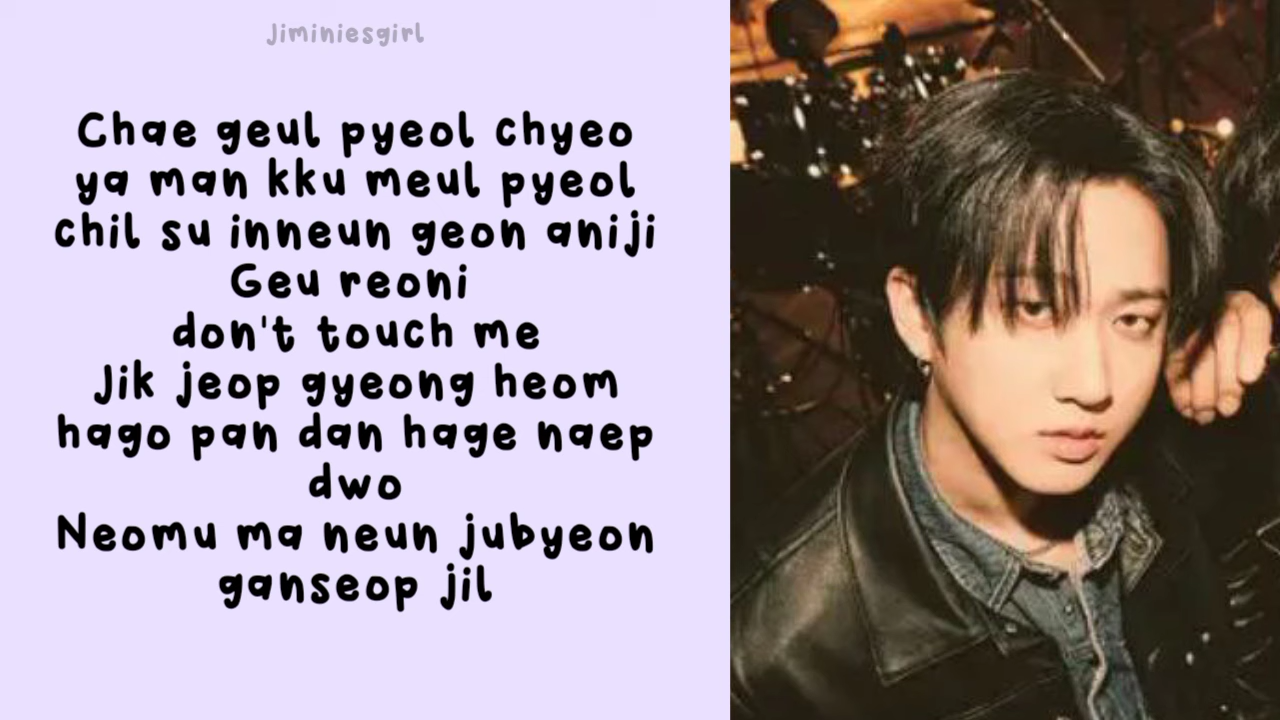 Jiminiesgirl
Chae geul pyeol chyeo
ya man kku meul pyeol
chil su inneun geon aniji
Geu reoni
don't touch me
Jik jeop gyeong heom
hago pan dan hage naep
dwo
Neomu ma neun jubyeon
ganseop jil